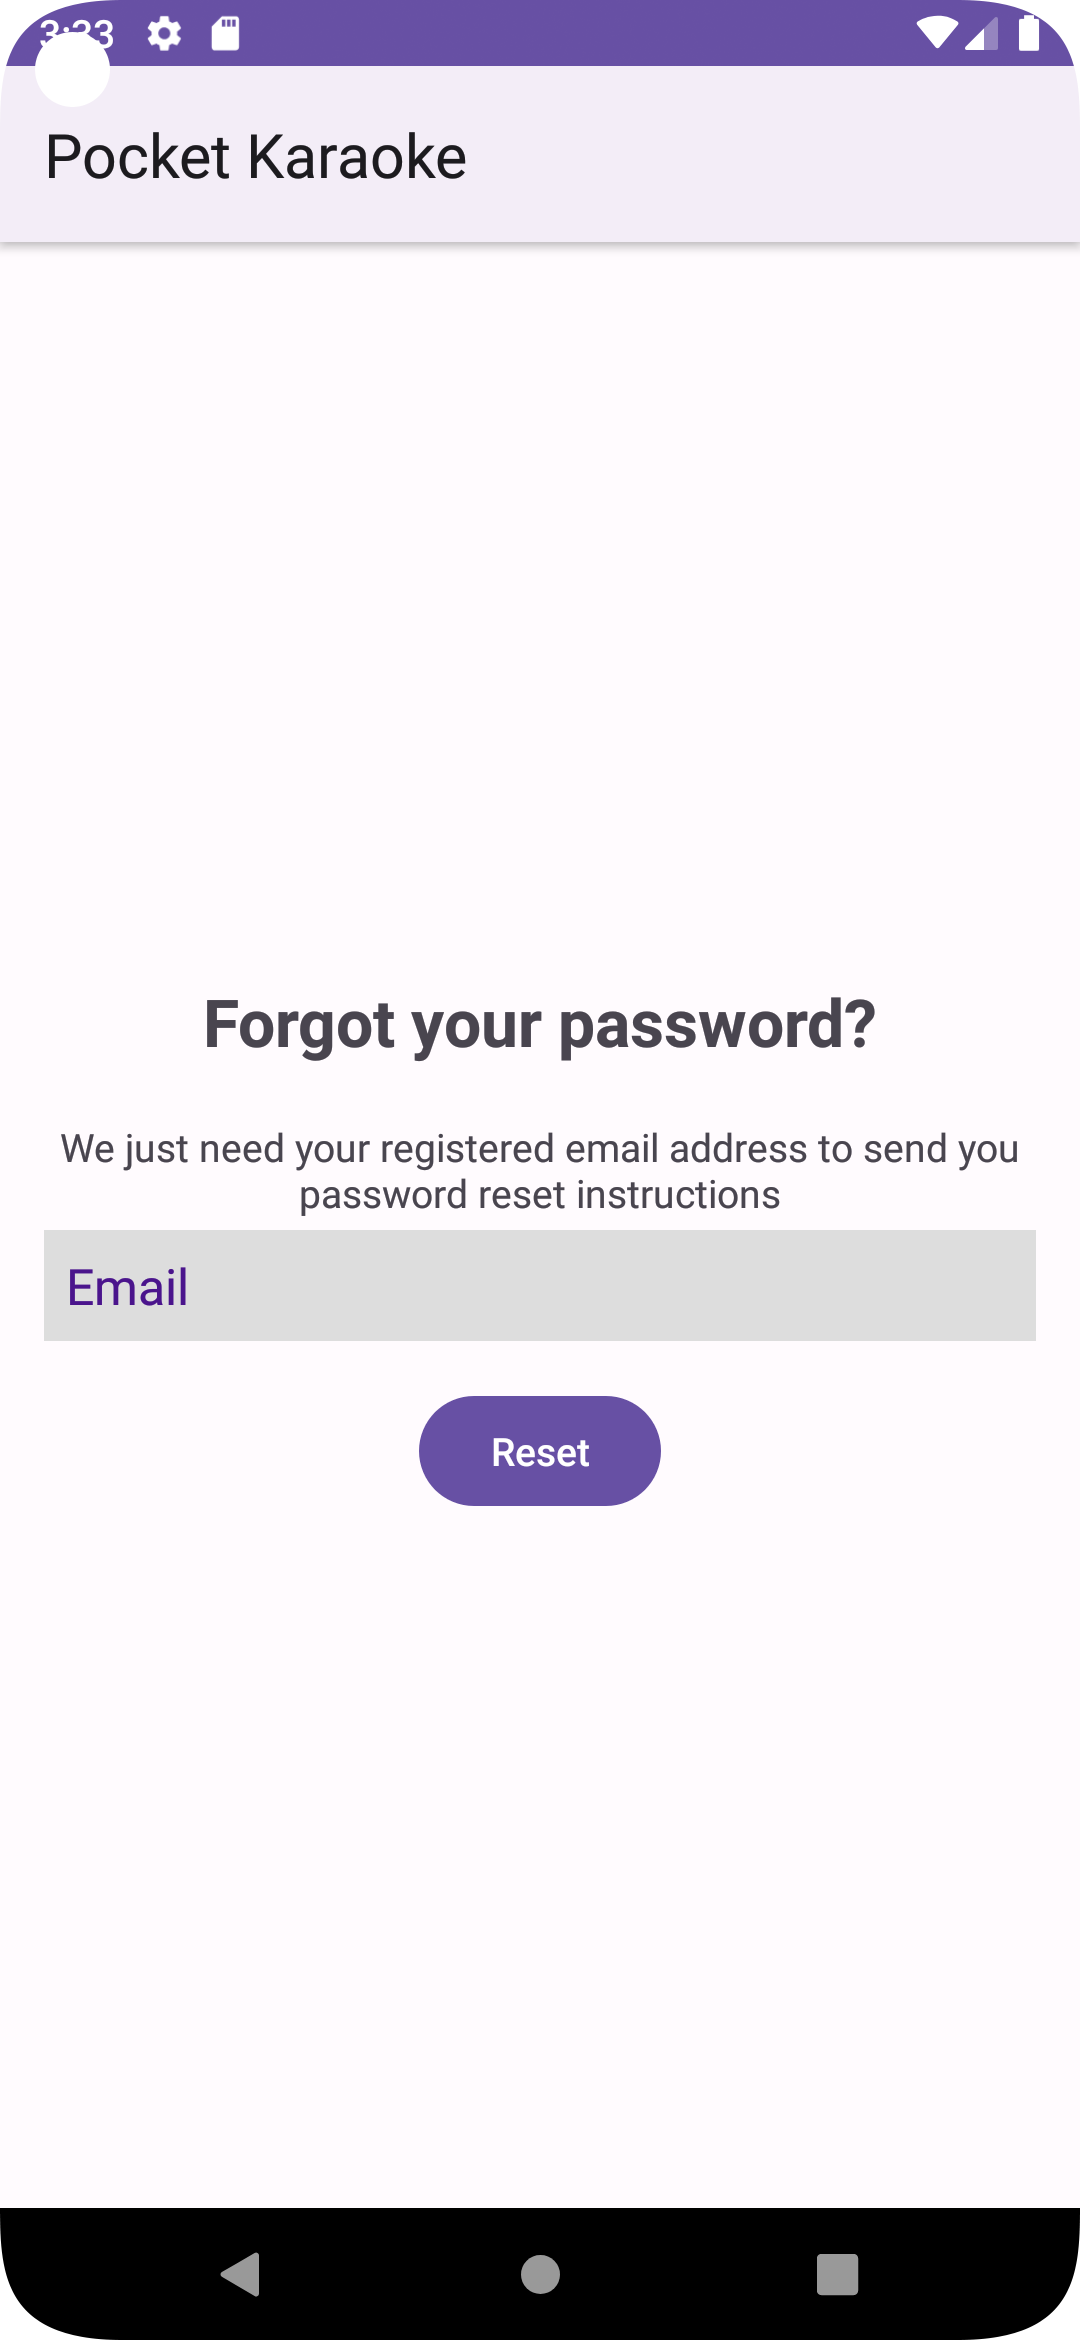 3:33
Pocket Karaoke
Forgot your password?
We just need your registered email address to send you
password reset instructions
Email
Reset